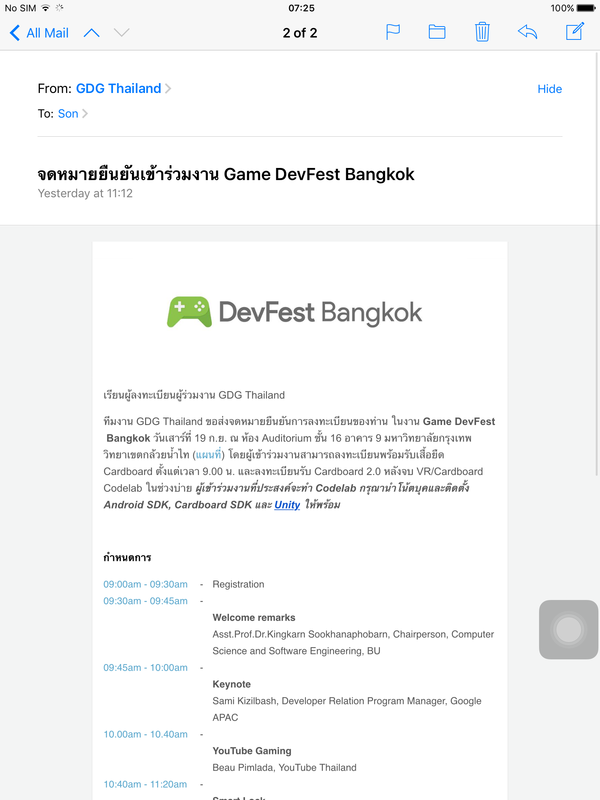 No SIM 07:25 100%
All Mail 2 of 2
From: GDG Thailand Hide
To: Son
จดหมายยืนยันเข้าร่วมงาน Game DevFest Bangkok
Yesterday at 11:12
DevFest Bangkok
เรียนผู้ลงทะเบียนผู้ร่วมงาน GDG Thailand
ทีมงาน GDG Thailand ขอส่งจดหมายยืนยันการลงทะเบียนของท่าน ในงาน Game DevFest
Bangkok วันเสาร์ที่ 19 ก.ย. ณ ห้อง Auditorium ชั้น 16 อาคาร 9 มหาวิทยาลัยกรุงเทพ
วิทยาเขตกล้วยน้ำไท (แผนที่) โดยผู้เข้าร่วมงานสามารถลงทะเบียนพร้อมรับเสื้อยืด
Cardboard ตั้งแต่เวลา 9.00 น. และลงทะเบียนรับ Cardboard 2.0 หลังจบ VR/Cardboard
Codelab ในช่วงบ่าย ผู้เข้าร่วมงานที่ประสงค์จะทำ Codelab กรุณานำโน้ตบุคและติดตั้ง
Android SDK, Cardboard SDK และ Unity ให้พร้อม
กำหนดการ
09:00am - 09:30am - Registration
09:30am - 09:45am -
Welcome remarks
Asst.Prof.Dr.Kingkarn Sookhanaphobarn, Chairperson, Computer
Science and Software Engineering, BU
09:45am - 10:00am -
Keynote
Sami Kizilbash, Developer Relation Program Manager, Google
APAC
10.00am - 10.40am -
YouTube Gaming
Beau Pimlada, YouTube Thailand
10:40am - 11:20am -
Smart Lock